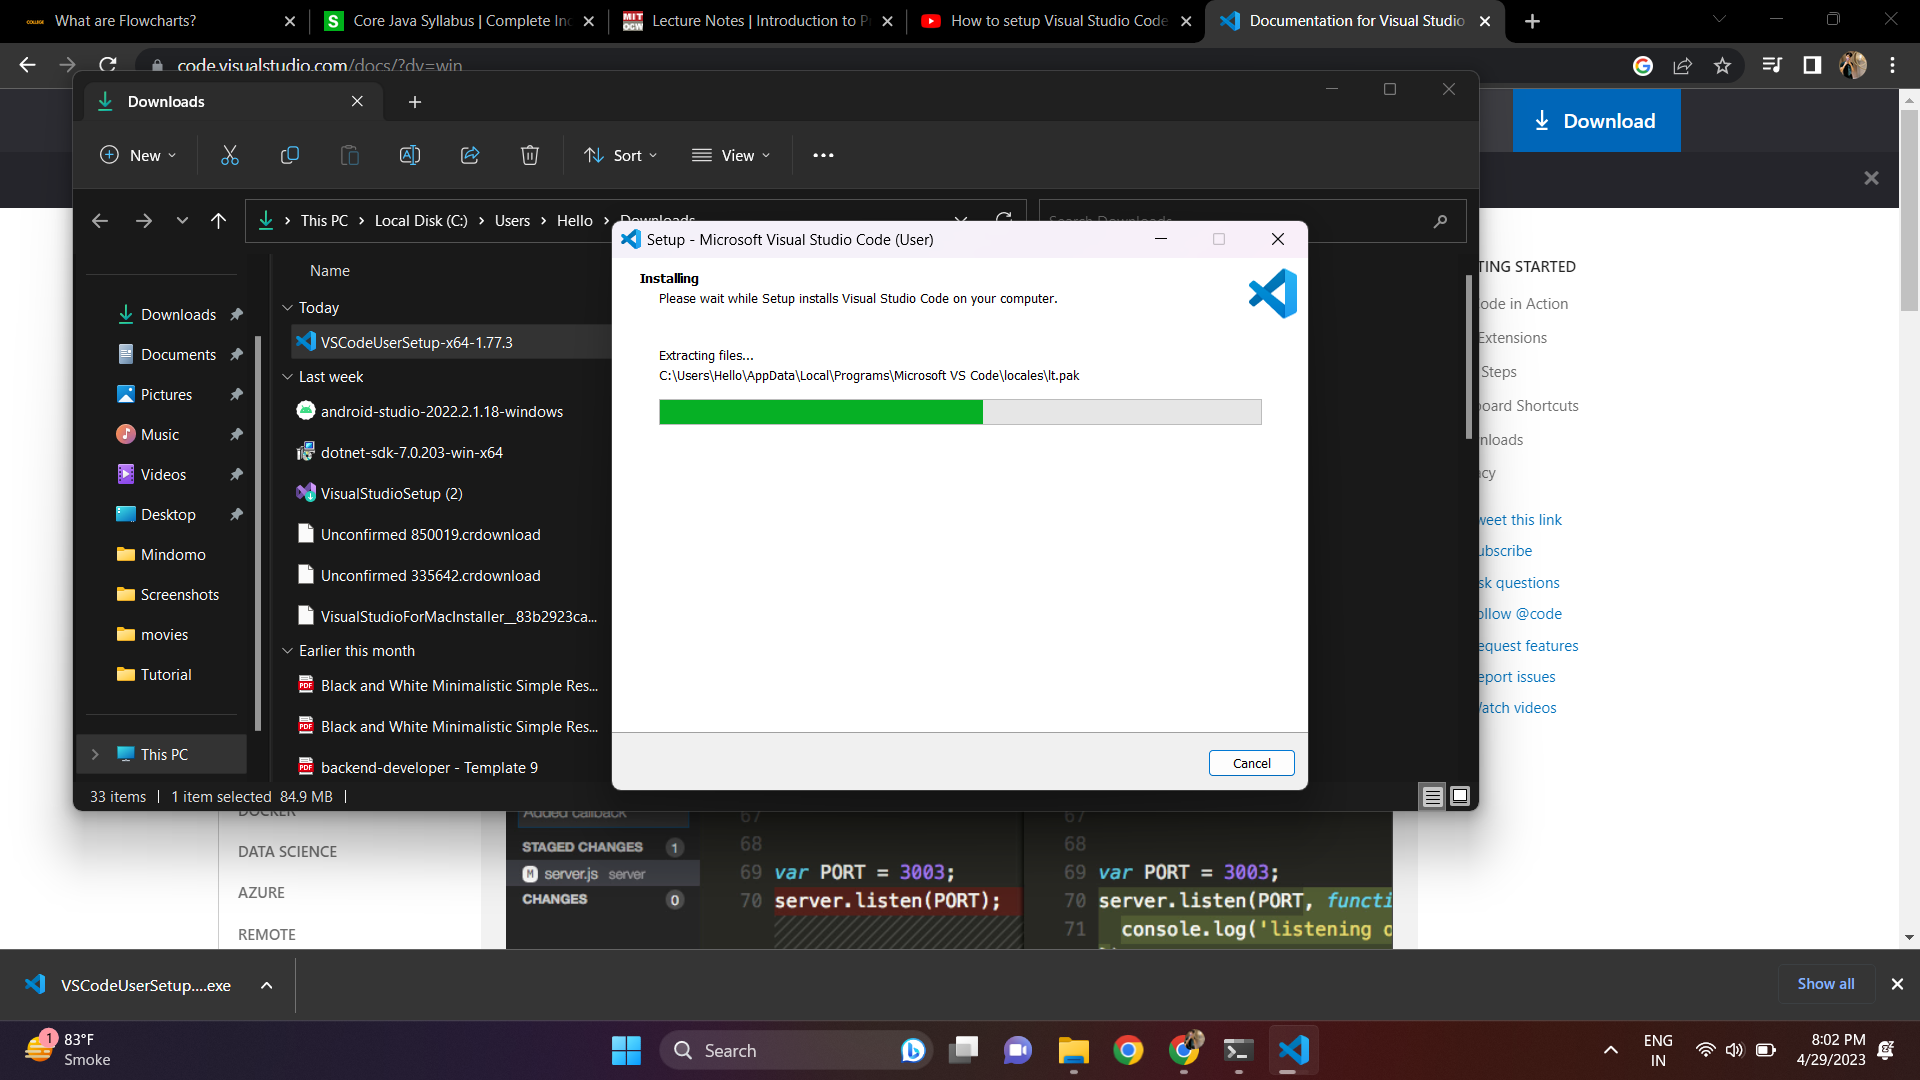 What are Flowcharts?
Core Java Syllabus | Complete In
Lecture Notes | Introduction to P
How to setup Visual Studio Code
Documentation for Visual Studio
code.visualstudio.com/docs/?dv=win
Downloads
Download
New
Sort
View
This PC > Local Disk (C:) > Users > Hello > Downloads
Search Downloads
Setup - Microsoft Visual Studio Code (User)
Installing
Please wait while Setup installs Visual Studio Code on your computer.
Extracting files...
C:\Users\Hello\AppData\Local\Programs\Microsoft VS Code\locales\lt.pak
Cancel
Downloads
Documents
Pictures
Music
Videos
Desktop
Mindomo
Screenshots
movies
Tutorial
This PC
Name
Today
VSCodeUserSetup-x64-1.77.3
Last week
android-studio-2022.2.1.18-windows
dotnet-sdk-7.0.203-win-x64
VisualStudioSetup (2)
Unconfirmed 850019.crdownload
Unconfirmed 335642.crdownload
VisualStudioForMacInstaller__83b2923ca...
Earlier this month
Black and White Minimalistic Simple Res...
Black and White Minimalistic Simple Res...
backend-developer - Template 9
33 items
1 item selected 84.9 MB
TING STARTED
ode in Action
Extensions
Steps
oard Shortcuts
nloads
cy
weet this link
ubscribe
sk questions
ollow @code
equest features
eport issues
Watch videos
DOCKER
DATA SCIENCE
AZURE
REMOTE
Added callback
STAGED CHANGES 1
M server.js server
CHANGES 0
67
68
69 var PORT = 3003;
70 server.listen(PORT);
67
68
69 var PORT = 3003;
70 server.listen(PORT, functi
71 console.log('listening o
VSCodeUserSetup....exe
Show all
1
83°F
Smoke
Search
ENG
IN
8:02 PM
4/29/2023